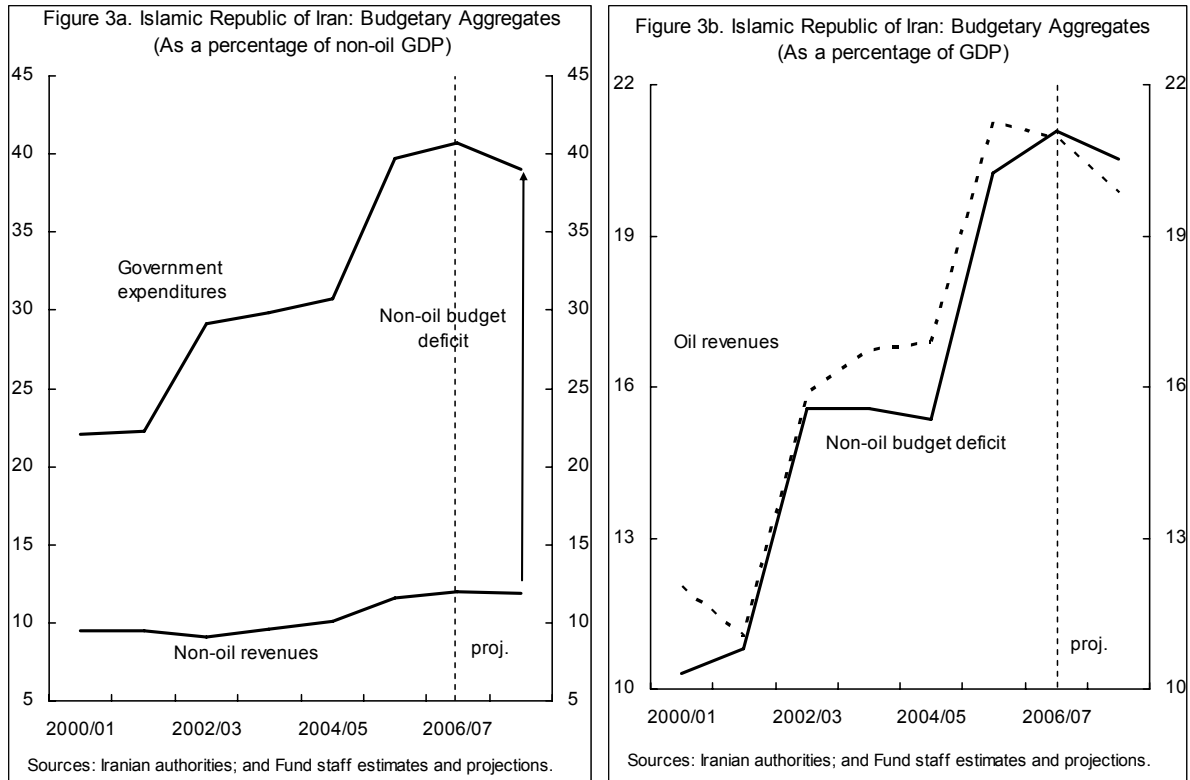 Figure 3a. Islamic Republic of Iran: Budgetary Aggregates
(As a percentage of non-oil GDP)
45 45
40 40
35 35
Government
expenditures
30 30
Non-oil budget
deficit
25 25
20 20
15 15
10 10
Non-oil revenues
proj.
5 5
2000/01 2002/03 2004/05 2006/07
Sources: Iranian authorities; and Fund staff estimates and projections.
Figure 3b. Islamic Republic of Iran: Budgetary Aggregates
(As a percentage of GDP)
22 22
19 19
Oil revenues
16 16
Non-oil budget deficit
13 13
proj.
10 10
2000/01 2002/03 2004/05 2006/07
Sources: Iranian authorities; and Fund staff estimates and projections.